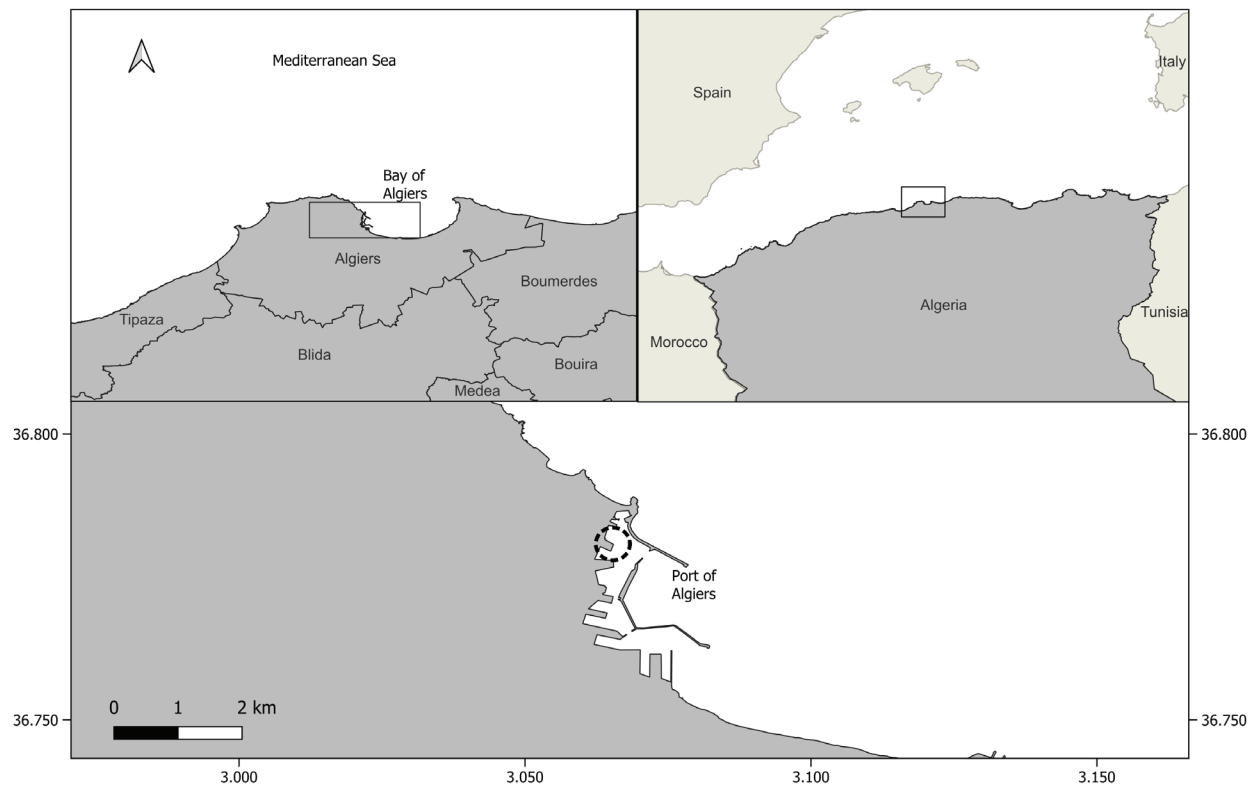 Mediterranean Sea
Bay of
Algiers
Algiers
Boumerdes
Tipaza
Blida
Bouira
Medea
Spain
Italy
Algeria
Tunisia
Morocco
36.800
36.800
Port of
Algiers
0 1 2 km
36.750
36.750
3.000 3.050 3.100 3.150